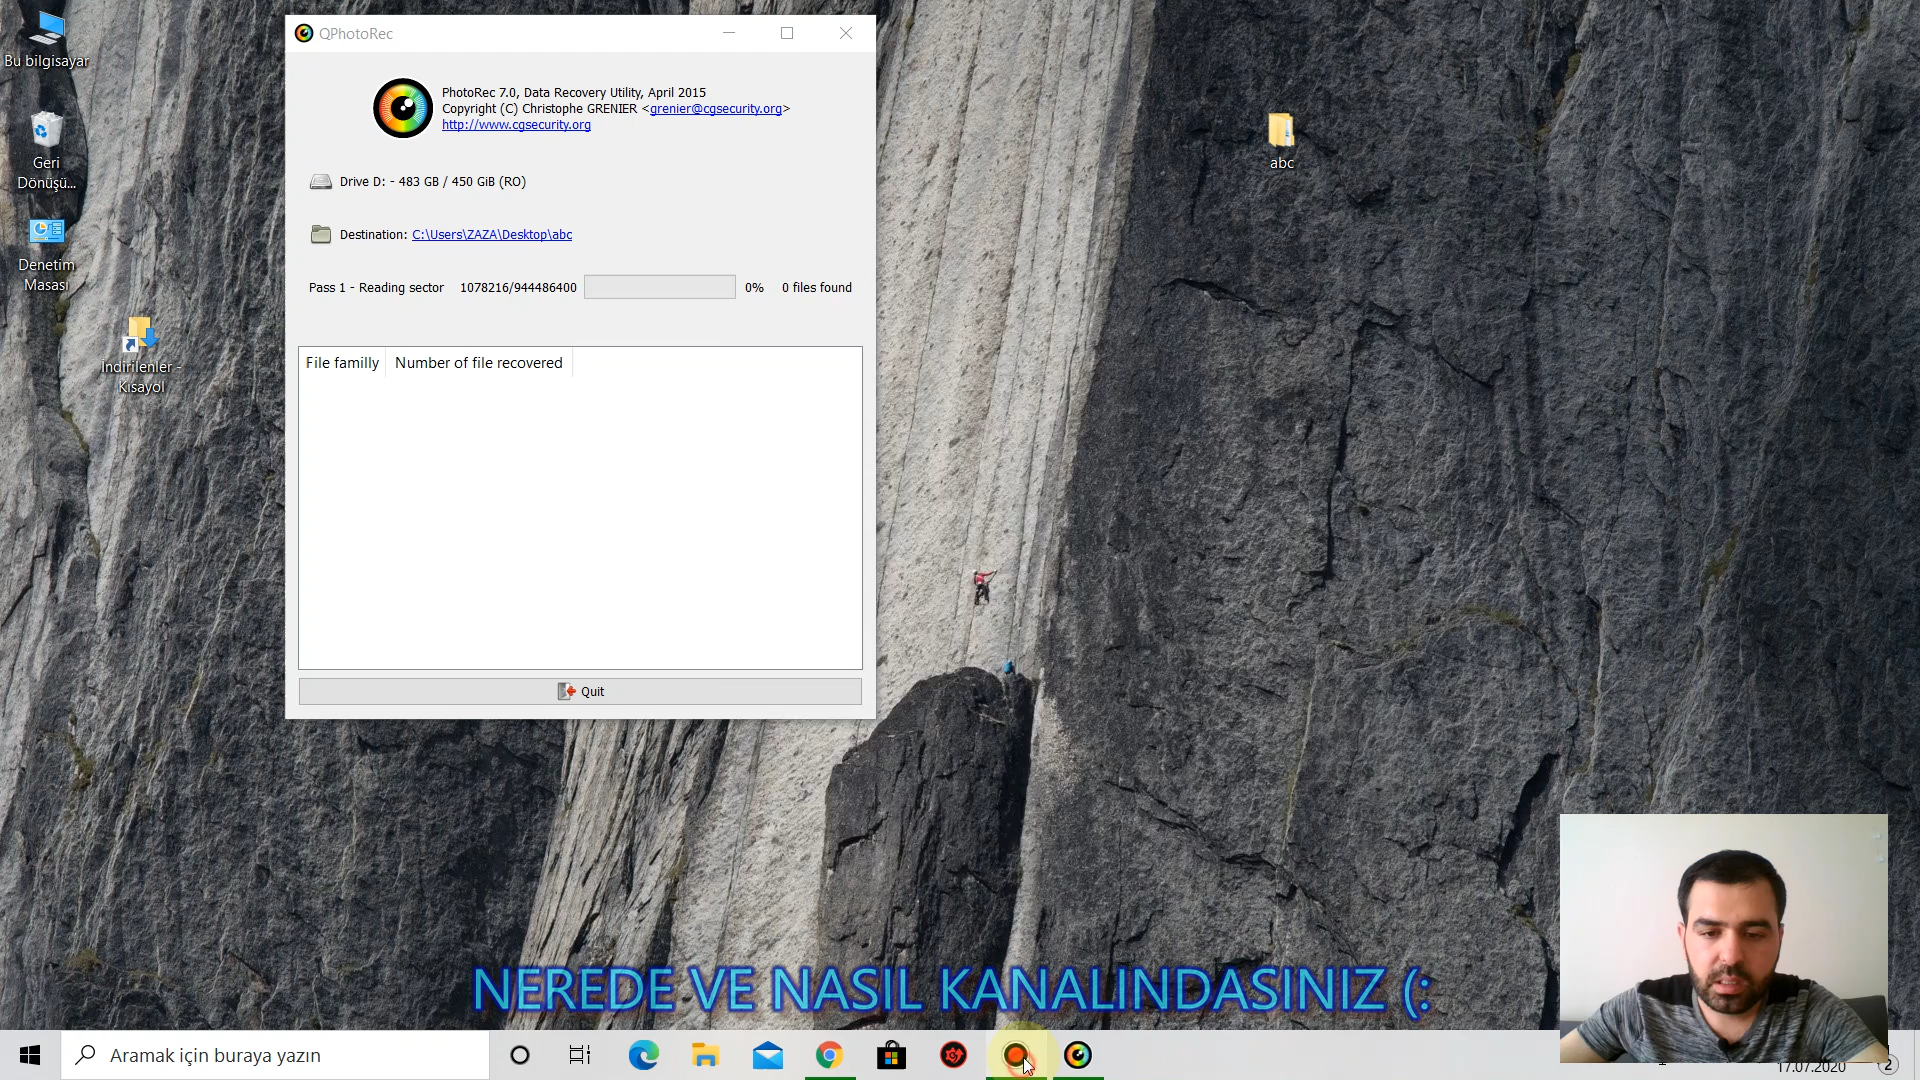 Bu bilgisayar
Geri
Dönüşü...
Denetim
Masası
İndirilenler -
Kısayol
QPhotoRec
PhotoRec 7.0, Data Recovery Utility, April 2015
Copyright (C) Christophe GRENIER <grenier@cgsecurity.org>
http://www.cgsecurity.org
Drive D: - 483 GB / 450 GiB (RO)
Destination: C:\Users\ZAZA\Desktop\abc
Pass 1 - Reading sector 1078216/944486400 0% 0 files found
File familly Number of file recovered
Quit
abc
NEREDE VE NASIL KANALINDASINIZ (:
Aramak için buraya yazın
17.07.2020
2